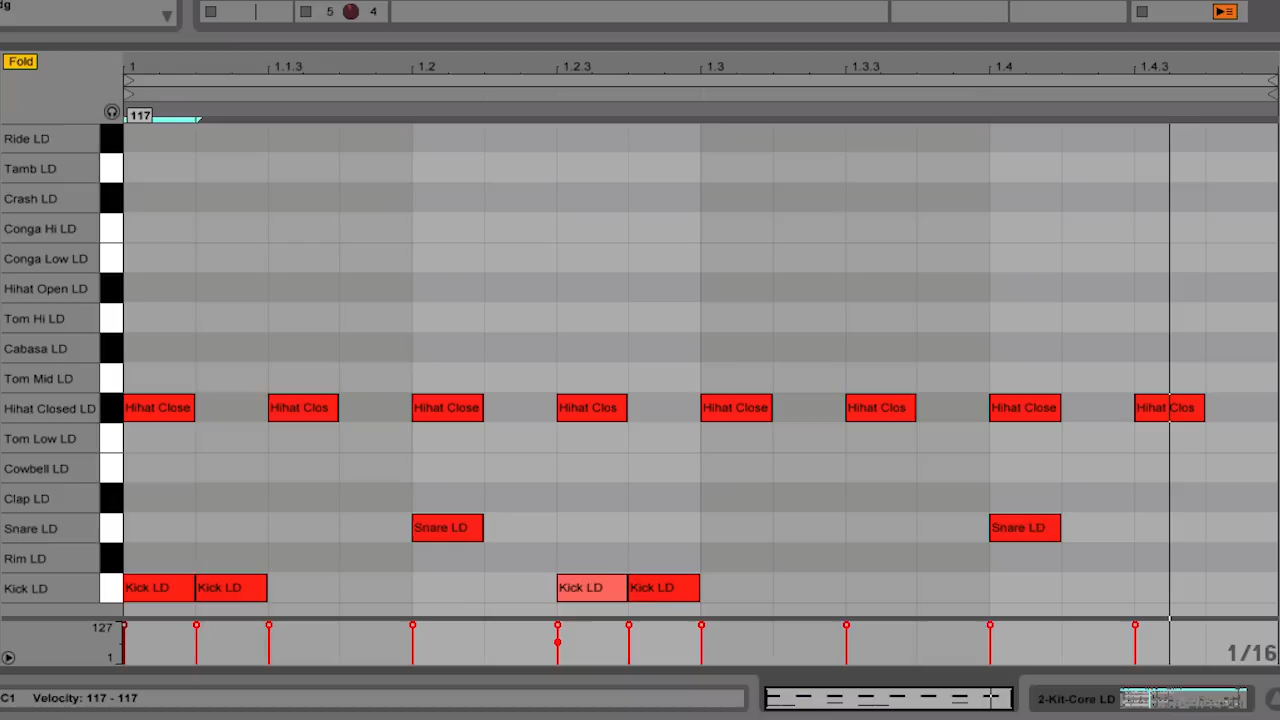 dg
5 4
Fold
1 1.1.3 1.2 1.2.3 1.3 1.3.3 1.4 1.4.3
117
Ride LD
Tamb LD
Crash LD
Conga Hi LD
Conga Low LD
Hihat Open LD
Tom Hi LD
Cabasa LD
Tom Mid LD
Hihat Closed LD Hihat Close Hihat Clos Hihat Close Hihat Clos Hihat Close Hihat Clos Hihat Close Hihat Clos
Tom Low LD
Cowbell LD
Clap LD
Snare LD Snare LD Snare LD
Rim LD
Kick LD Kick LD Kick LD Kick LD Kick LD
127
1
1/16
C1 Velocity: 117 - 117
2-Kit-Core LD